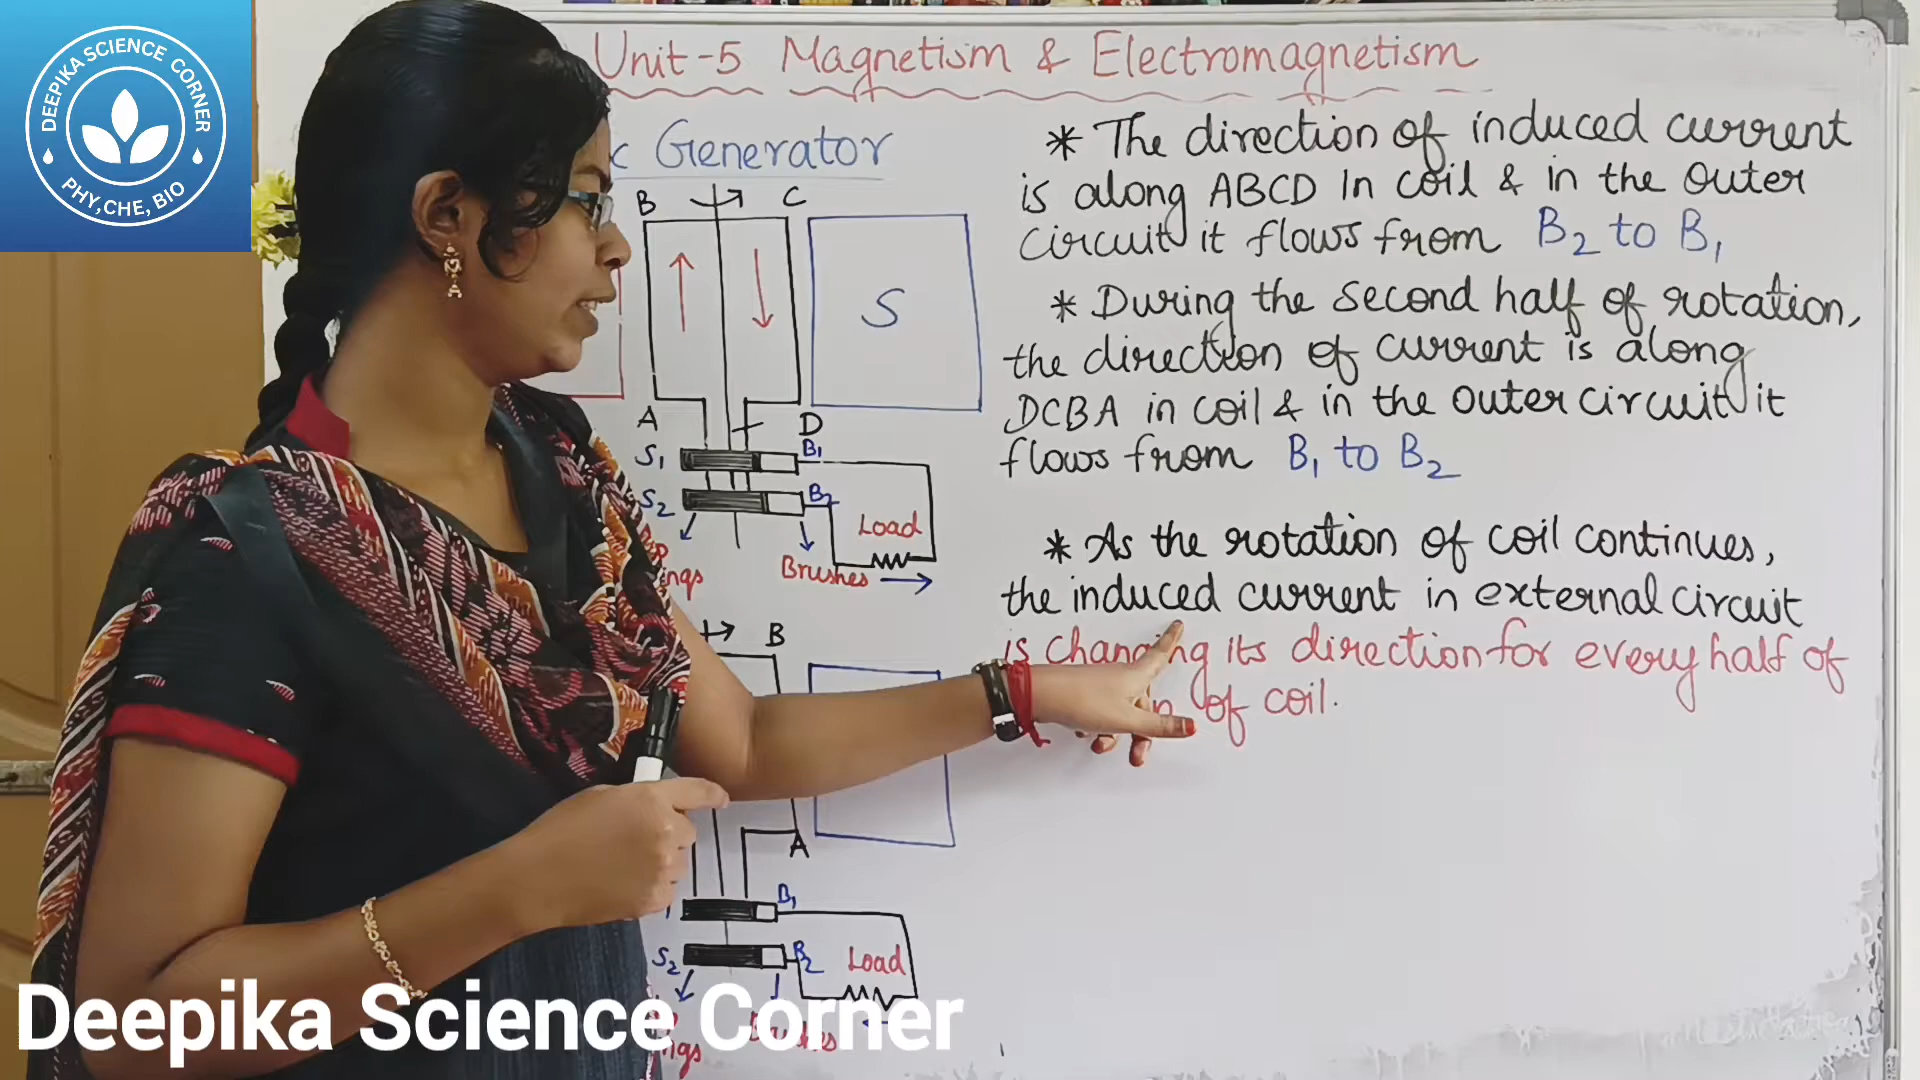 DEEPIKA SCIENCE CORNER
PHY, CHE, BIO
Unit-5 Magnetism & Electromagnetism
Generator
B C
S
A D
S1 B1
S2 B2
Load
Brushes
* The direction of induced current
is along ABCD In coil & in the outer
circuit it flows from B2 to B1
* During the second half of rotation,
the direction of current is along
DCBA in coil & in the outer circuit it
flows from B1 to B2
* As the rotation of coil continues,
the induced current in external circuit
is changing its direction for every half of
of coil.
B
A
B1
S2 B2
Load
Brushes
Deepika Science Corner